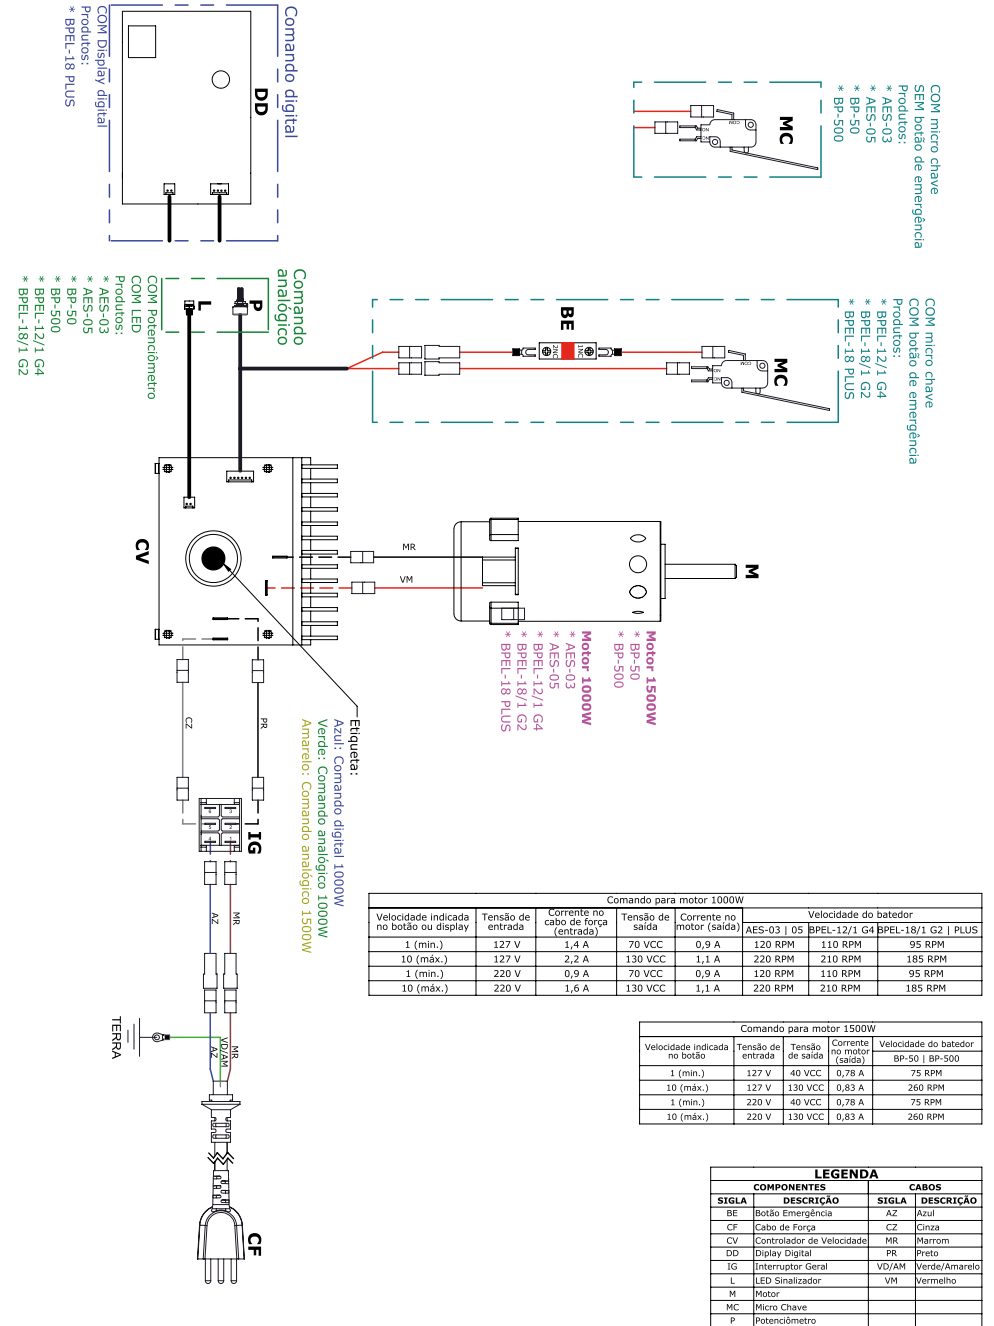 Comando digital
DD
COM Display digital
Produtos:
* BPEL-18 PLUS
COM micro chave
SEM botão de emergência
Produtos:
* AES-03
* AES-05
* BP-50
* BP-500
MC
COM
NO
NC
Comando
analógico
P
L
COM Potenciômetro
COM LED
Produtos:
* AES-03
* AES-05
* BP-50
* BP-500
* BPEL-12/1 G4
* BPEL-18/1 G2
COM micro chave
COM botão de emergência
Produtos:
* BPEL-12/1 G4
* BPEL-18/1 G2
* BPEL-18 PLUS
BE
2NC
1NC
MC
COM
NO
NC
CV
MR
VM
M
Motor 1500W
* BP-50
* BP-500
Motor 1000W
* AES-03
* AES-05
* BPEL-12/1 G4
* BPEL-18/1 G2
* BPEL-18 PLUS
Etiqueta:
Azul: Comando digital 1000W
Verde: Comando analógico 1000W
Amarelo: Comando analógico 1500W
CZ
PR
IG
6 3
5 2
4 1
AZ
MR
TERRA
AZ
VD/AM
MR
CF
Comando para motor 1000W
Velocidade indicada no botão ou display | Tensão de entrada | Corrente no cabo de força (entrada) | Tensão de saída | Corrente no motor (saída) | Velocidade do batedor
AES-03 | 05 BPEL-12/1 G4 BPEL-18/1 G2 | PLUS
1 (min.) 127 V 1,4 A 70 VCC 0,9 A 120 RPM 110 RPM 95 RPM
10 (máx.) 127 V 2,2 A 130 VCC 1,1 A 220 RPM 210 RPM 185 RPM
1 (min.) 220 V 0,9 A 70 VCC 0,9 A 120 RPM 110 RPM 95 RPM
10 (máx.) 220 V 1,6 A 130 VCC 1,1 A 220 RPM 210 RPM 185 RPM
Comando para motor 1500W
Velocidade indicada no botão | Tensão de entrada | Tensão de saída | Corrente no motor (saída) | Velocidade do batedor
BP-50 | BP-500
1 (min.) 127 V 40 VCC 0,78 A 75 RPM
10 (máx.) 127 V 130 VCC 0,83 A 260 RPM
1 (min.) 220 V 40 VCC 0,78 A 75 RPM
10 (máx.) 220 V 130 VCC 0,83 A 260 RPM
LEGENDA
COMPONENTES CABOS
SIGLA DESCRIÇÃO SIGLA DESCRIÇÃO
BE Botão Emergência AZ Azul
CF Cabo de Força CZ Cinza
CV Controlador de Velocidade MR Marrom
DD Diplay Digital PR Preto
IG Interruptor Geral VD/AM Verde/Amarelo
L LED Sinalizador VM Vermelho
M Motor
MC Micro Chave
P Potenciômetro